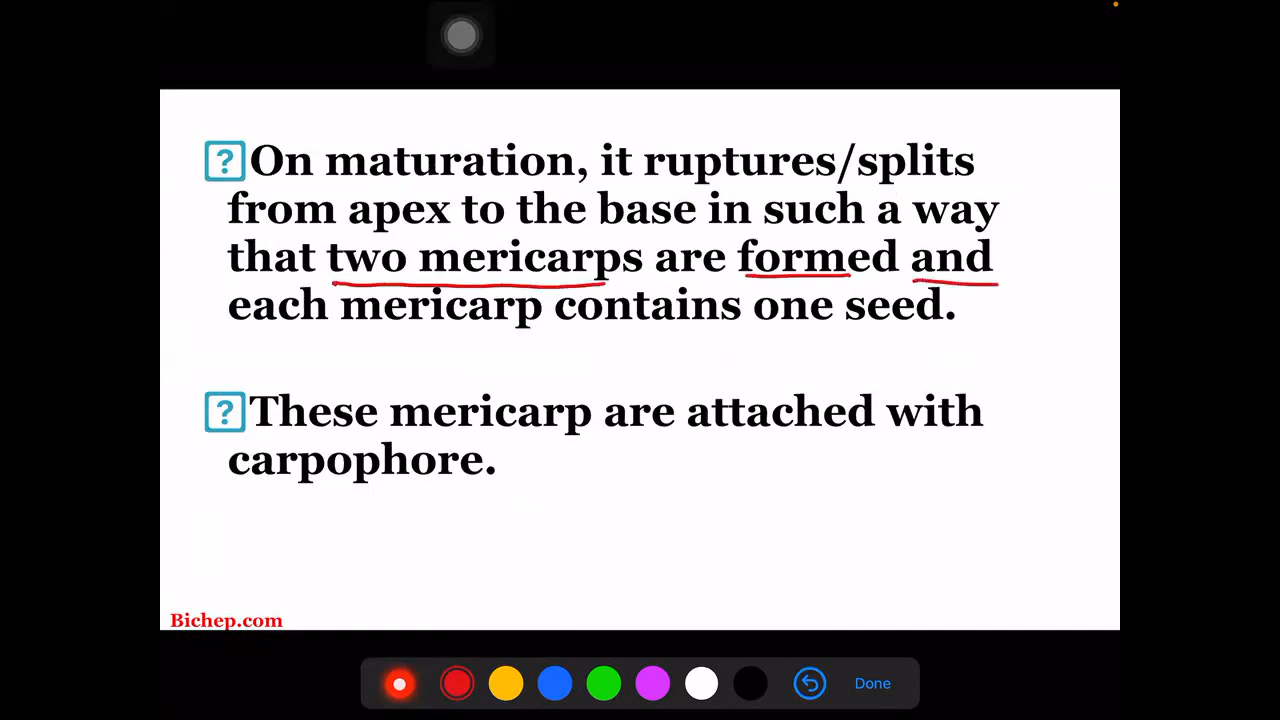 On maturation, it ruptures/splits
from apex to the base in such a way
that two mericarps are formed and
each mericarp contains one seed.
These mericarp are attached with
carpophore.
Bichep.com
Done